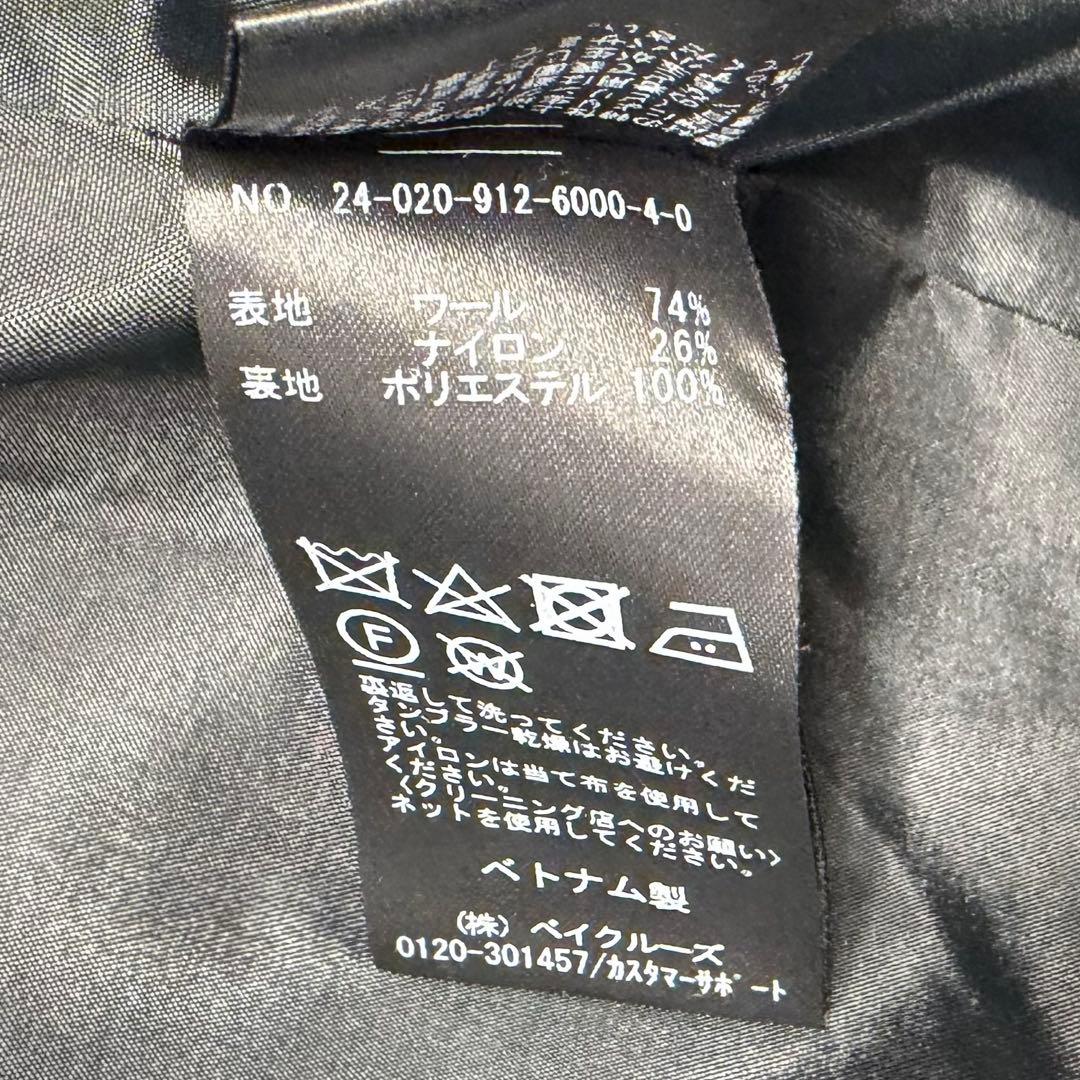 NO 24-020-912-6000-4-0
表地 ウール 74%
ナイロン 26%
裏地 ポリエステル 100%
F
W
裏返して洗ってください。
タンブラー乾燥はお避けくだ
さい。
アイロンは当て布を使用して
ください。
<クリーニング店へのお願い>
ネットを使用してください。
ベトナム製
(株) ベイクルーズ
0120-301457/カスタマーサポート